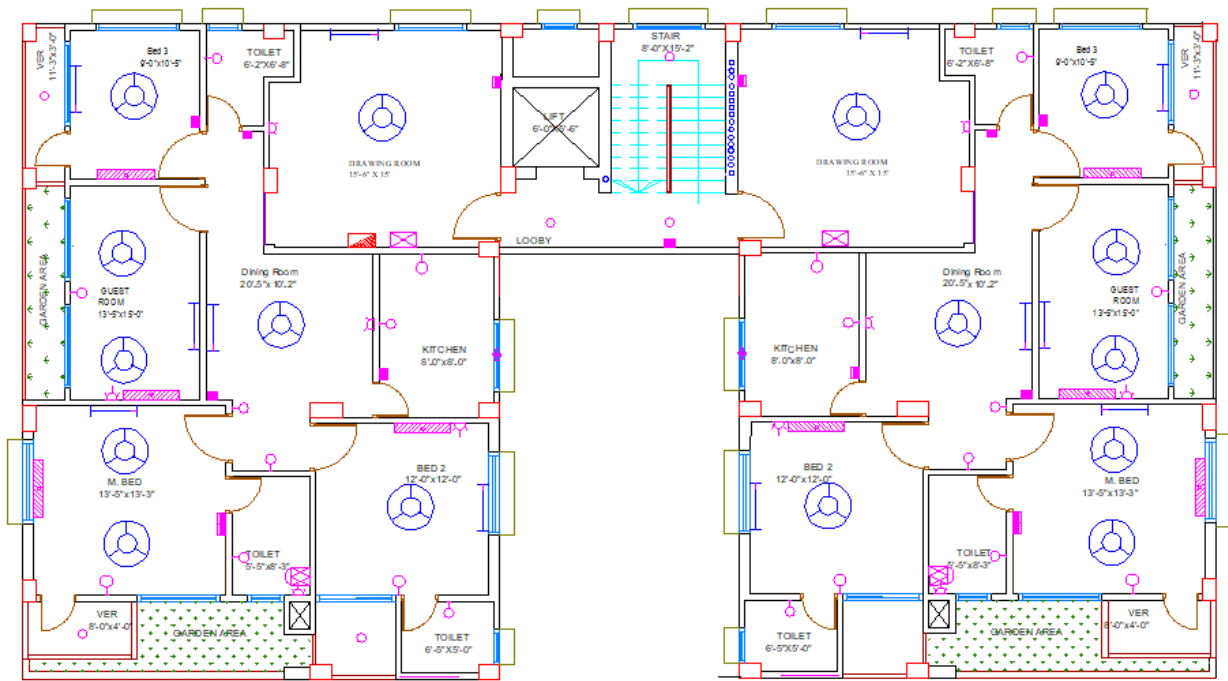 STAIR
8'-0"X15'-2"
VER
11'-3"x3'-0"
Bed 3
9'-0"x10'-5"
TOILET
6'-2"X6'-8"
TOILET
6'-2"X6'-8"
Bed 3
9'-0"x10'-5"
VER
11'-3"x3'-0"
LIFT
DRAWING ROOM
15'-6" X 15'
DRAWING ROOM
15'-6" X 15'
LOOBY
GARDEN AREA
GUEST
ROOM
13'-5"x15'-0"
Dining Room
20'.5"x 10'.2"
KITCHEN
8'.0"x8'.0"
KITCHEN
8'.0"x8'.0"
Dining Room
20'.5"x 10'.2"
GUEST
ROOM
13'-5"x15'-0"
GARDEN AREA
M. BED
13'-5"x13'-3"
BED 2
12'-0"x12'-0"
BED 2
12'-0"x12'-0"
M. BED
13'-5"x13'-3"
TOILET
5'-5"x8'-3"
TOILET
5'-5"x8'-3"
VER
8'-0"x4'-0"
GARDEN AREA
TOILET
6'-5"X5'-0"
TOILET
6'-5"X5'-0"
GARDEN AREA
VER
8'-0"x4'-0"